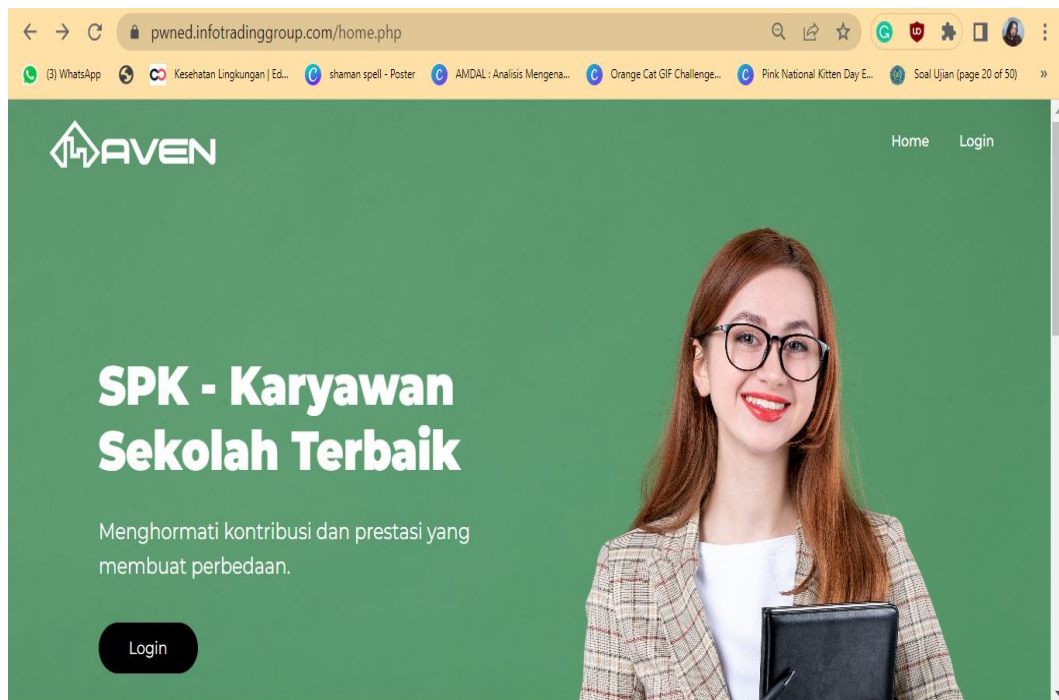 pwned.infotradinggroup.com/home.php
(3) WhatsApp
Kesehatan Lingkungan | Ed...
shaman spell - Poster
AMDAL : Analisis Mengena...
Orange Cat GIF Challenge...
Pink National Kitten Day E...
Soal Ujian (page 20 of 50)
»
AVEN
Home Login
SPK - Karyawan
Sekolah Terbaik
Menghormati kontribusi dan prestasi yang
membuat perbedaan.
Login